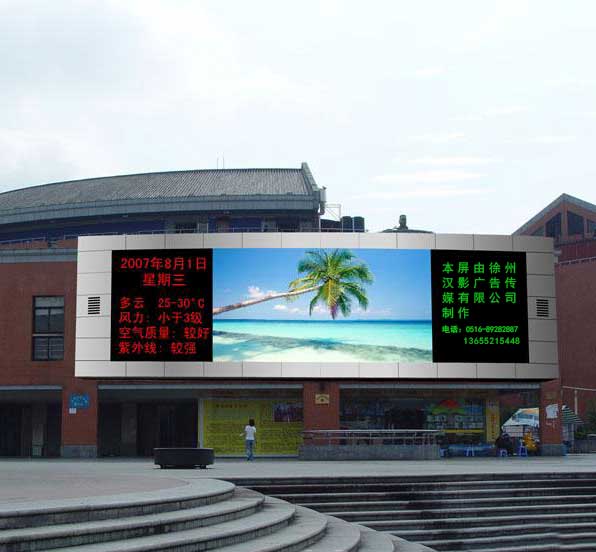 2007年8月1日
星期三
多云 25-30°C
风力：小于3级
空气质量：较好
紫外线：较强
本屏由徐州
汉影广告传
媒有限公司
制作
电话：0516-89282887
13655215448